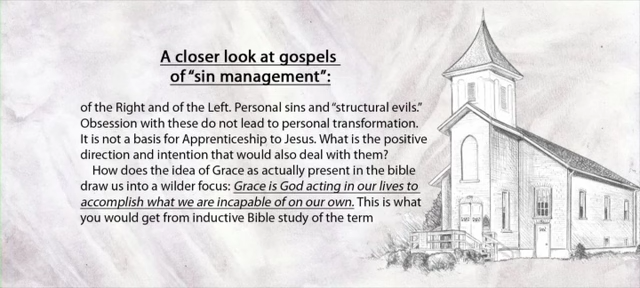 A closer look at gospels
of “sin management”:
of the Right and of the Left. Personal sins and “structural evils.”
Obsession with these do not lead to personal transformation.
It is not a basis for Apprenticeship to Jesus. What is the positive
direction and intention that would also deal with them?
How does the idea of Grace as actually present in the bible
draw us into a wilder focus: Grace is God acting in our lives to
accomplish what we are incapable of on our own. This is what
you would get from inductive Bible study of the term